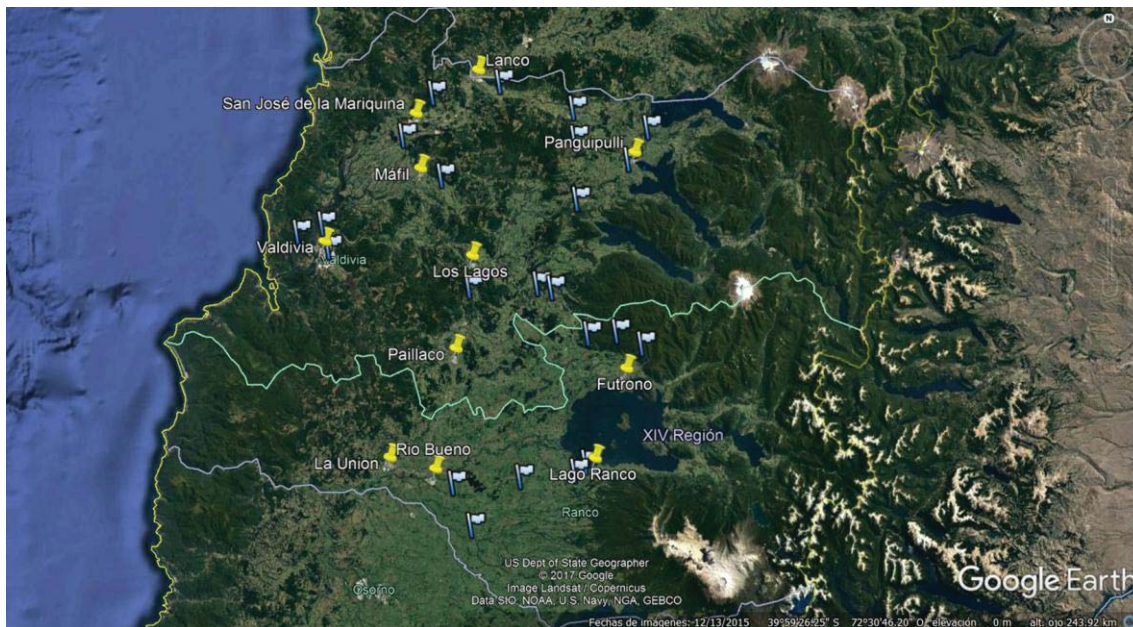 N
Lanco
San José de la Mariquina
Panguipulli
Máfil
Valdivia
Valdivia
Los Lagos
Paillaco
Futrono
XIV Región
Rio Bueno
La Union
Lago Ranco
Ranco
Osorno
US Dept of State Geographer
© 2017 Google
Image Landsat / Copernicus
Data SIO, NOAA, U.S. Navy, NGA, GEBCO
Google Earth
Fechas de imágenes: 12/13/2015 39°59'26.25" S 72°30'46.20" O elevación 0 m alt. ojo 243.92 km